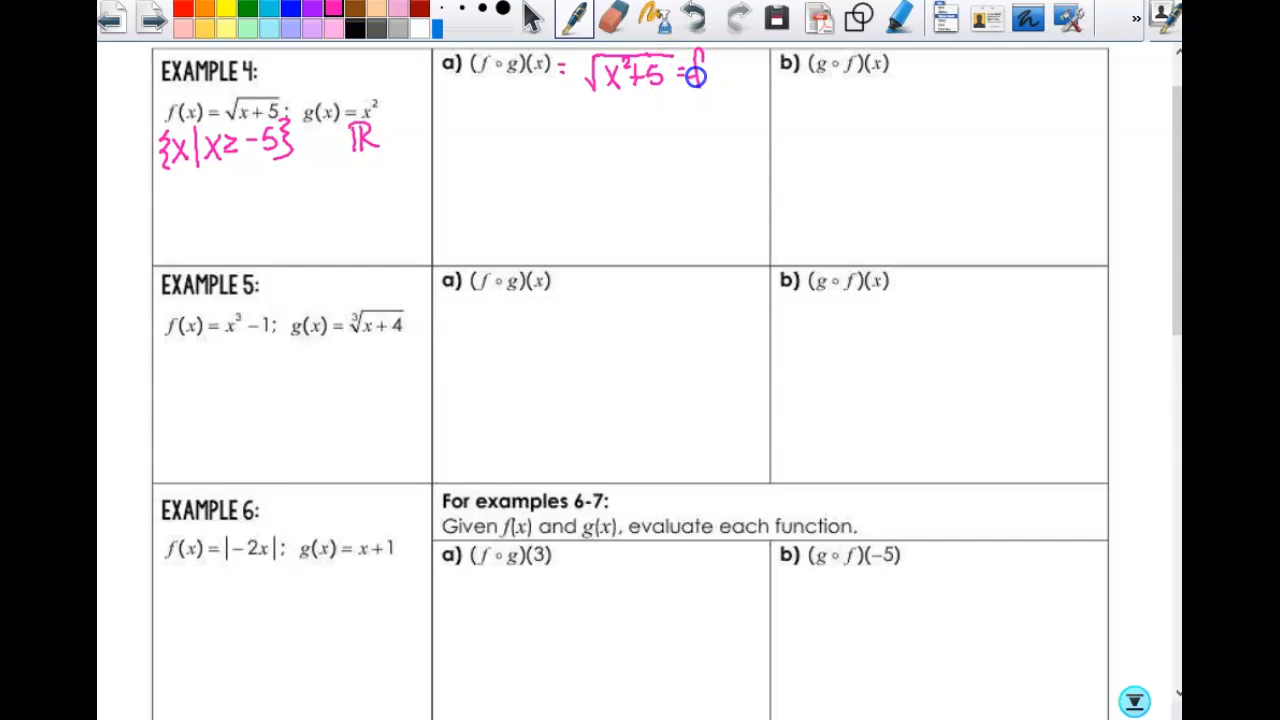 EXAMPLE 4:
f(x) = √x + 5; g(x) = x²
{x | x ≥ -5} ℝ
a) (f ∘ g)(x) = √x²+5 =
b) (g ∘ f)(x)
EXAMPLE 5:
f(x) = x³ − 1; g(x) = ∛x + 4
a) (f ∘ g)(x)
b) (g ∘ f)(x)
EXAMPLE 6:
f(x) = |−2x|; g(x) = x + 1
For examples 6-7:
Given f(x) and g(x), evaluate each function.
a) (f ∘ g)(3)
b) (g ∘ f)(−5)